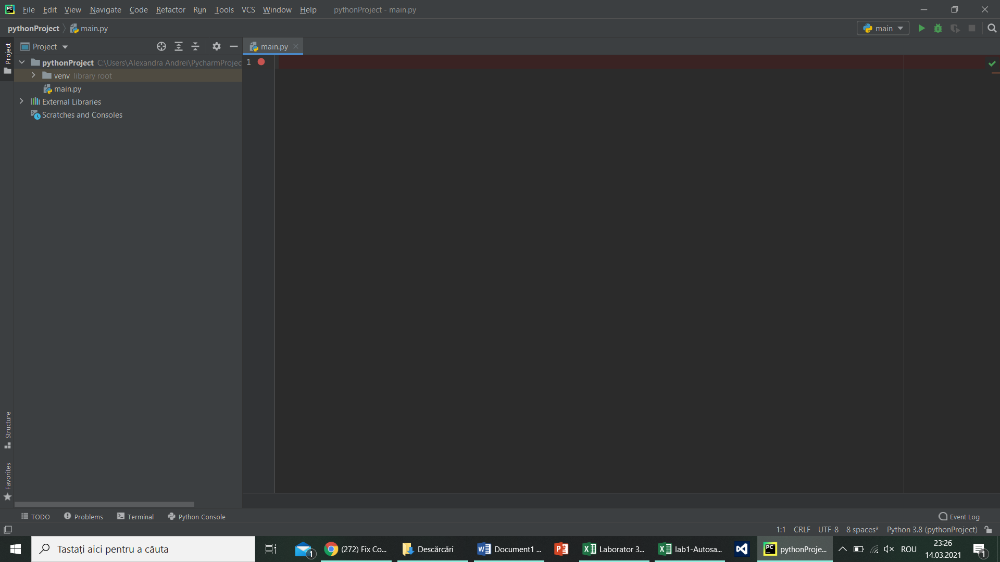 File Edit View Navigate Code Refactor Run Tools VCS Window Help pythonProject - main.py
pythonProject main.py main
Project Project main.py
pythonProject C:\Users\Alexandra Andrei\PycharmProjec 1
venv library root
main.py
External Libraries
Scratches and Consoles
Structure
Favorites
TODO Problems Terminal Python Console Event Log
1:1 CRLF UTF-8 8 spaces* Python 3.8 (pythonProject)
Tastați aici pentru a căuta 1 (272) Fix Co... Descărcări Document1 ... Laborator 3... lab1-Autosa... pythonProje... ROU 23:26 1
14.03.2021